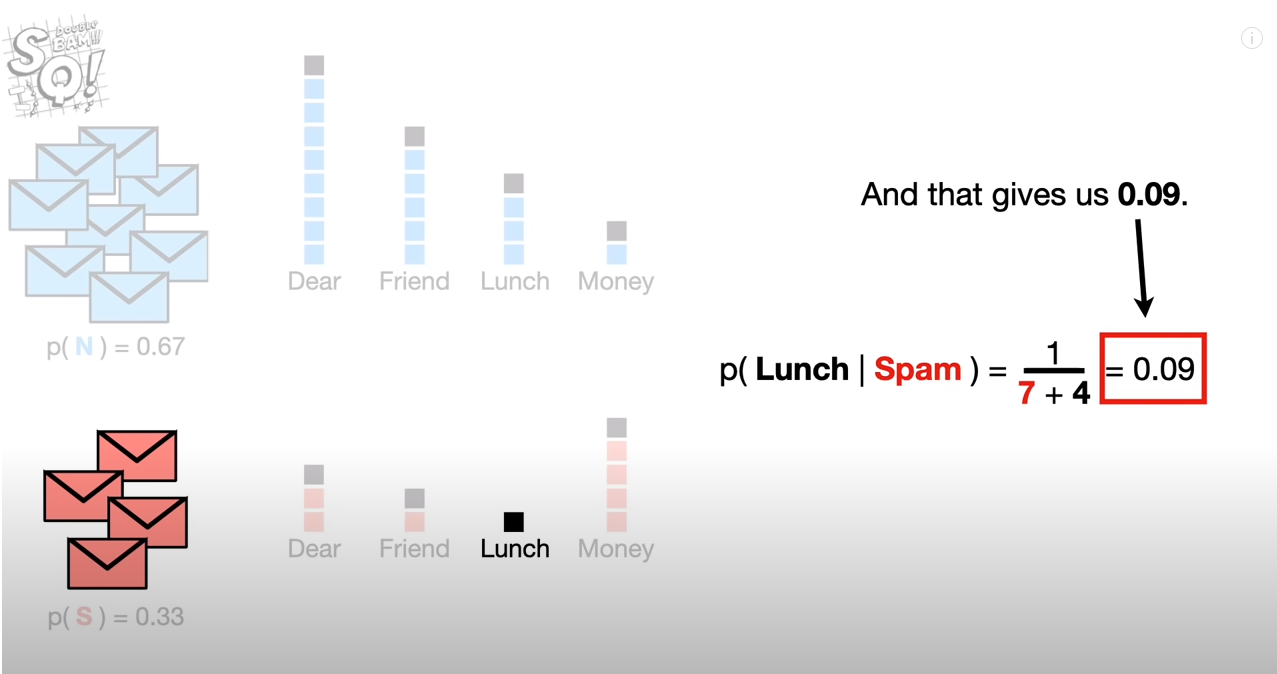 DOUBLE
BAM!!!
SQ!
And that gives us 0.09.
Dear Friend Lunch Money
p( N ) = 0.67
p( Lunch | Spam ) = 1 / 7 + 4 = 0.09
Dear Friend Lunch Money
p( S ) = 0.33